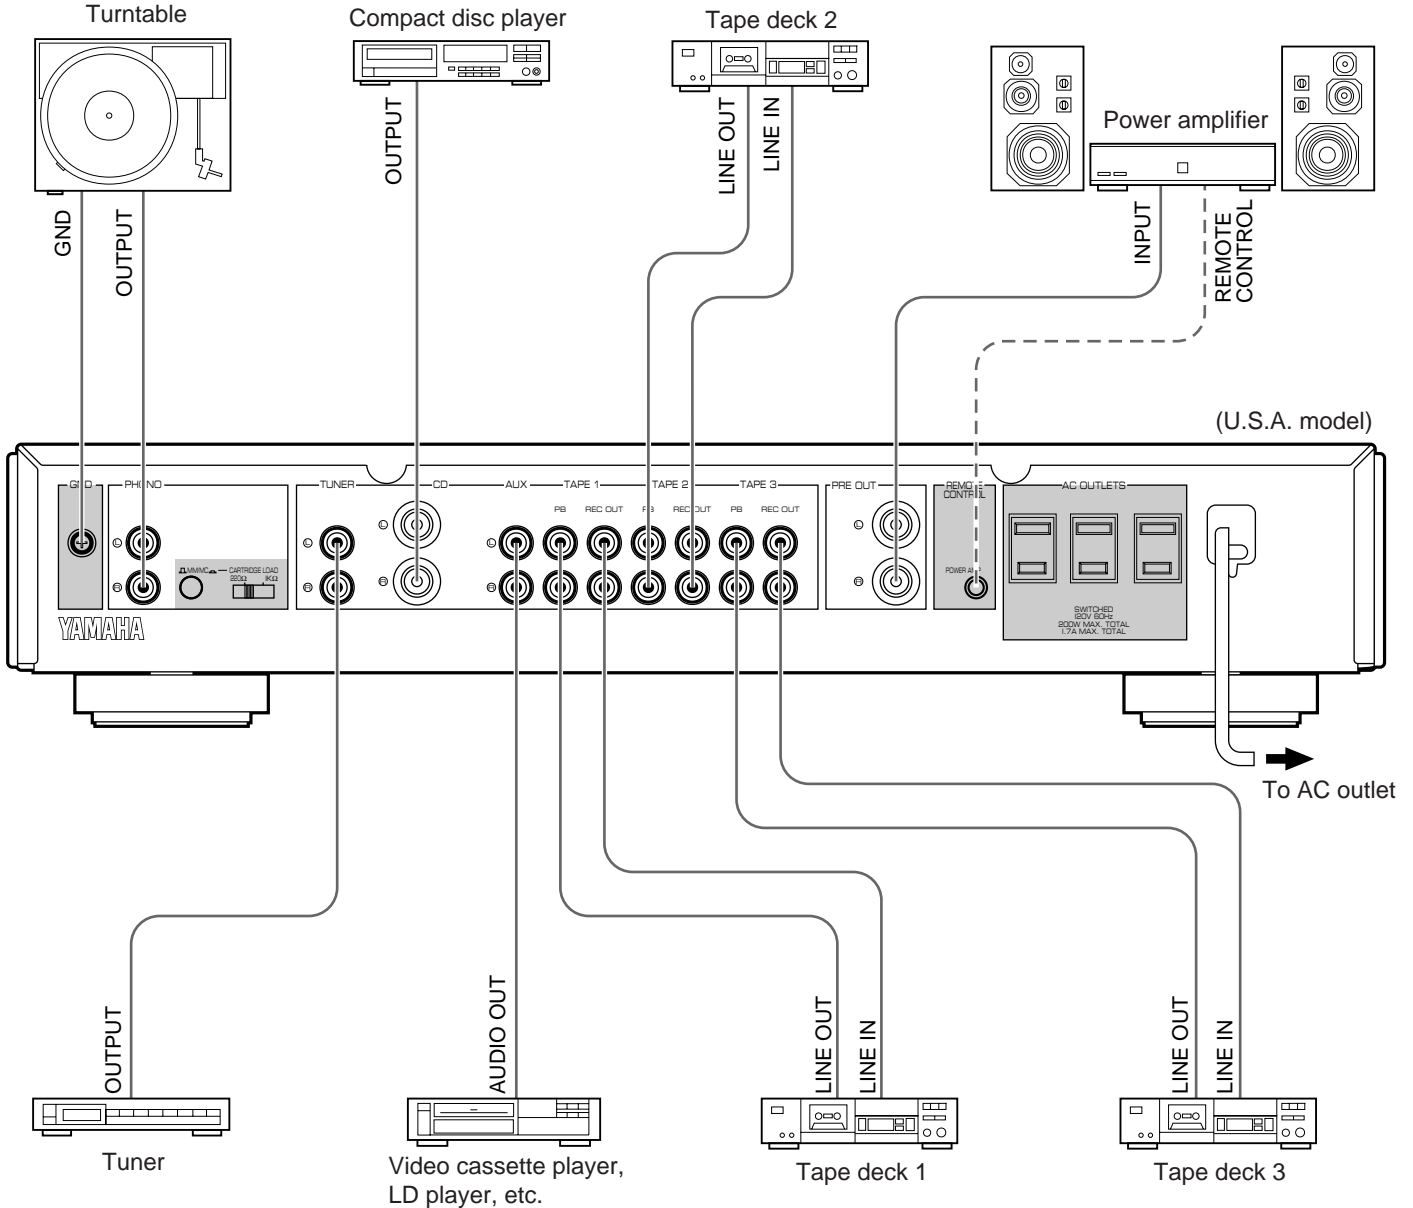 Turntable
Compact disc player
Tape deck 2
Power amplifier
GND
OUTPUT
OUTPUT
LINE OUT
LINE IN
INPUT
REMOTE
CONTROL
(U.S.A. model)
GND
PHONO
TUNER
CD
AUX
TAPE 1
TAPE 2
TAPE 3
PRE OUT
REMOTE
CONTROL
AC OUTLETS
PB
REC OUT
PB
REC OUT
PB
REC OUT
L
L
L
L
L
R
R
R
R
R
MM/MC
CARTRIDGE LOAD
220Ω
1KΩ
POWER AMP
SWITCHED
120V 60Hz
200W MAX. TOTAL
1.7A MAX. TOTAL
YAMAHA
To AC outlet
OUTPUT
AUDIO OUT
LINE OUT
LINE IN
LINE OUT
LINE IN
Tuner
Video cassette player,
LD player, etc.
Tape deck 1
Tape deck 3